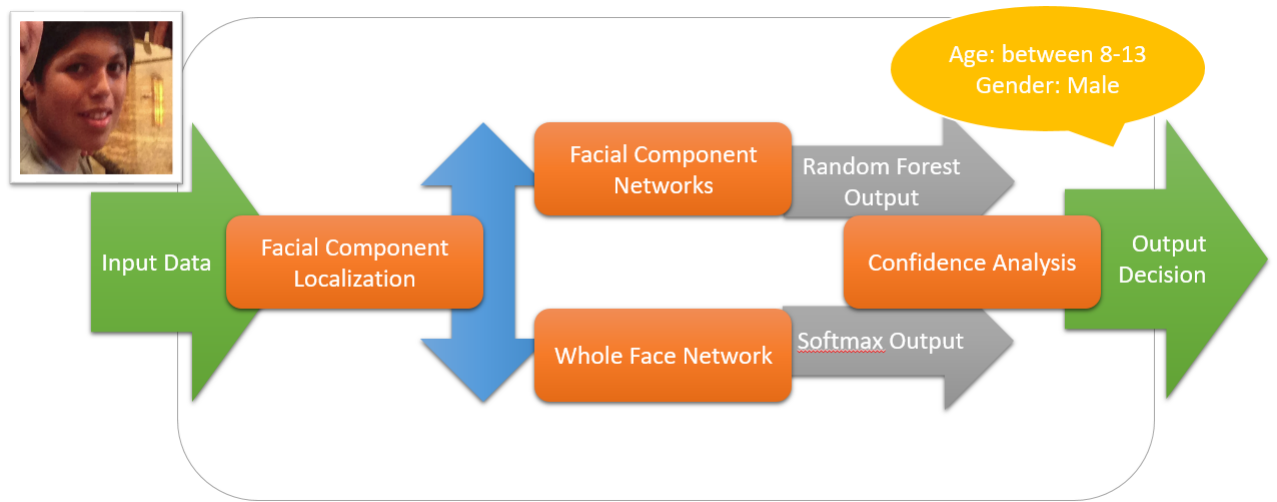 Age: between 8-13
Gender: Male
Facial Component
Networks
Random Forest
Output
Input Data
Facial Component
Localization
Confidence Analysis
Output
Decision
Whole Face Network
Softmax Output